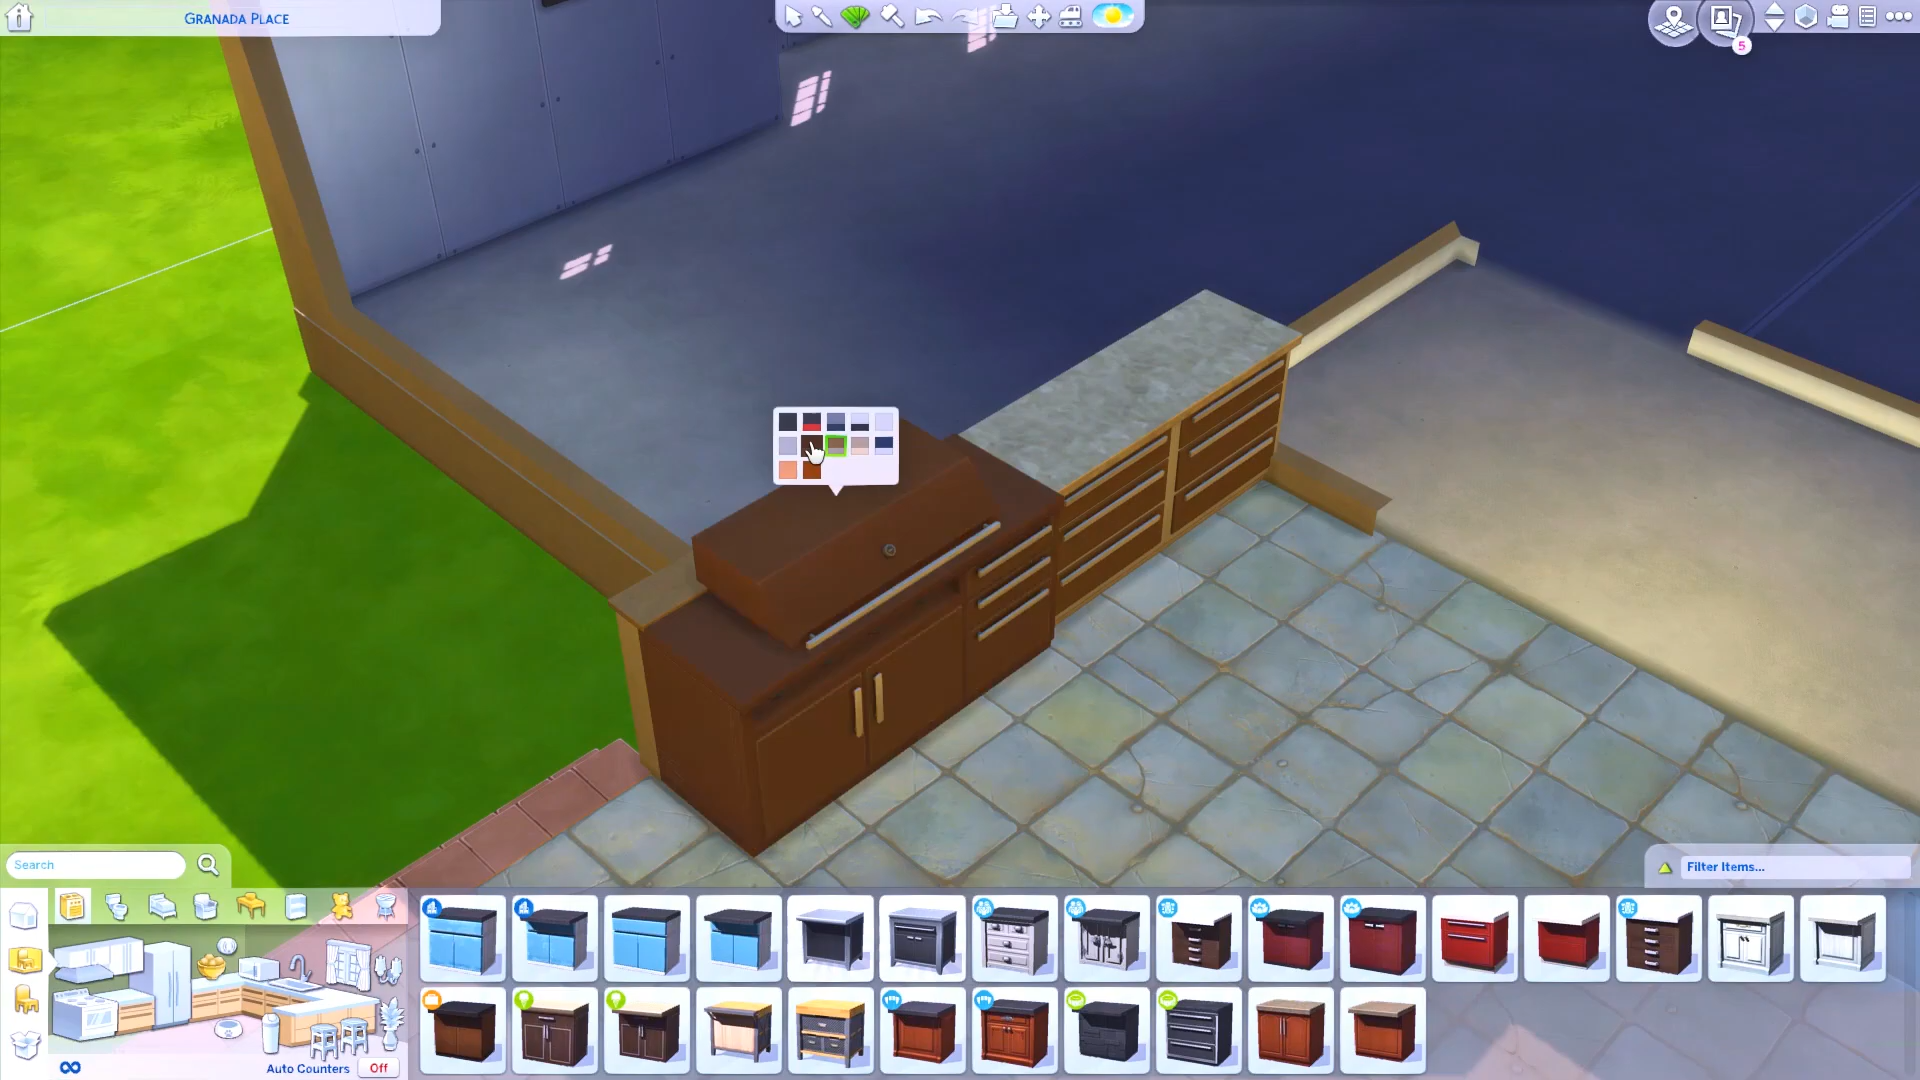 GRANADA PLACE
5
Search
Filter Items...
Auto Counters Off